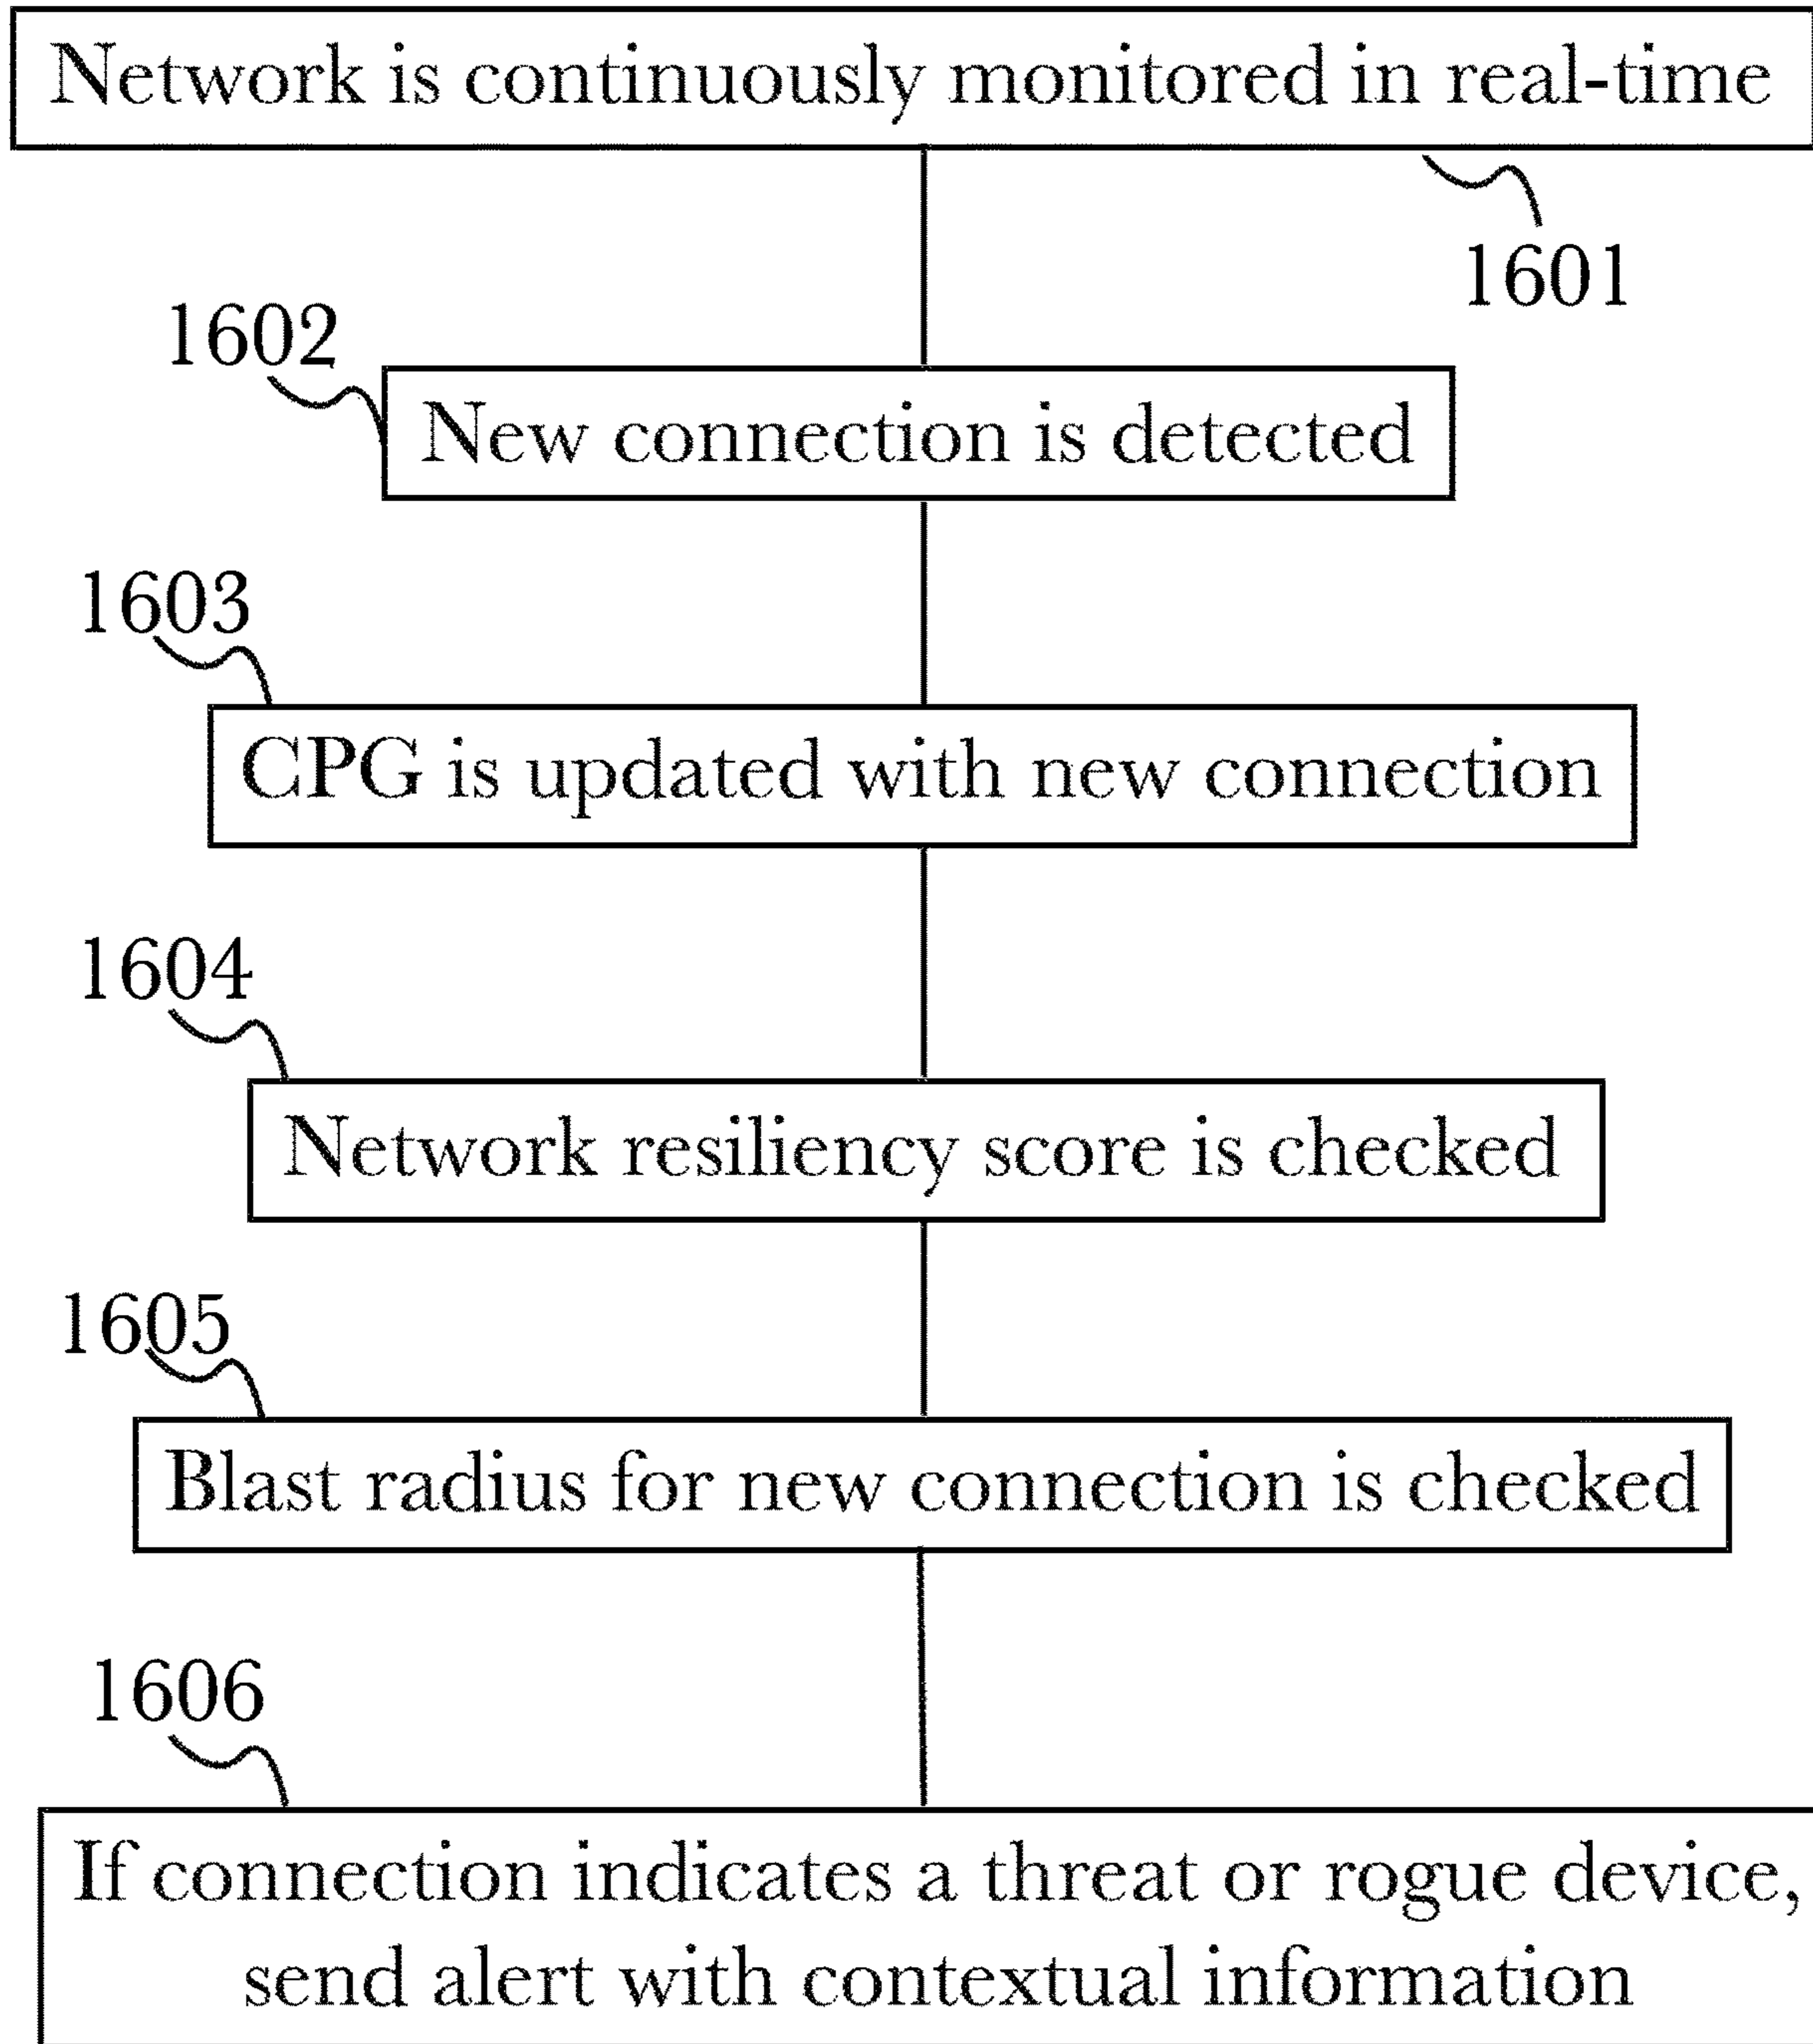 Network is continuously monitored in real-time
1601
1602
New connection is detected
1603
CPG is updated with new connection
1604
Network resiliency score is checked
1605
Blast radius for new connection is checked
1606
If connection indicates a threat or rogue device,
send alert with contextual information